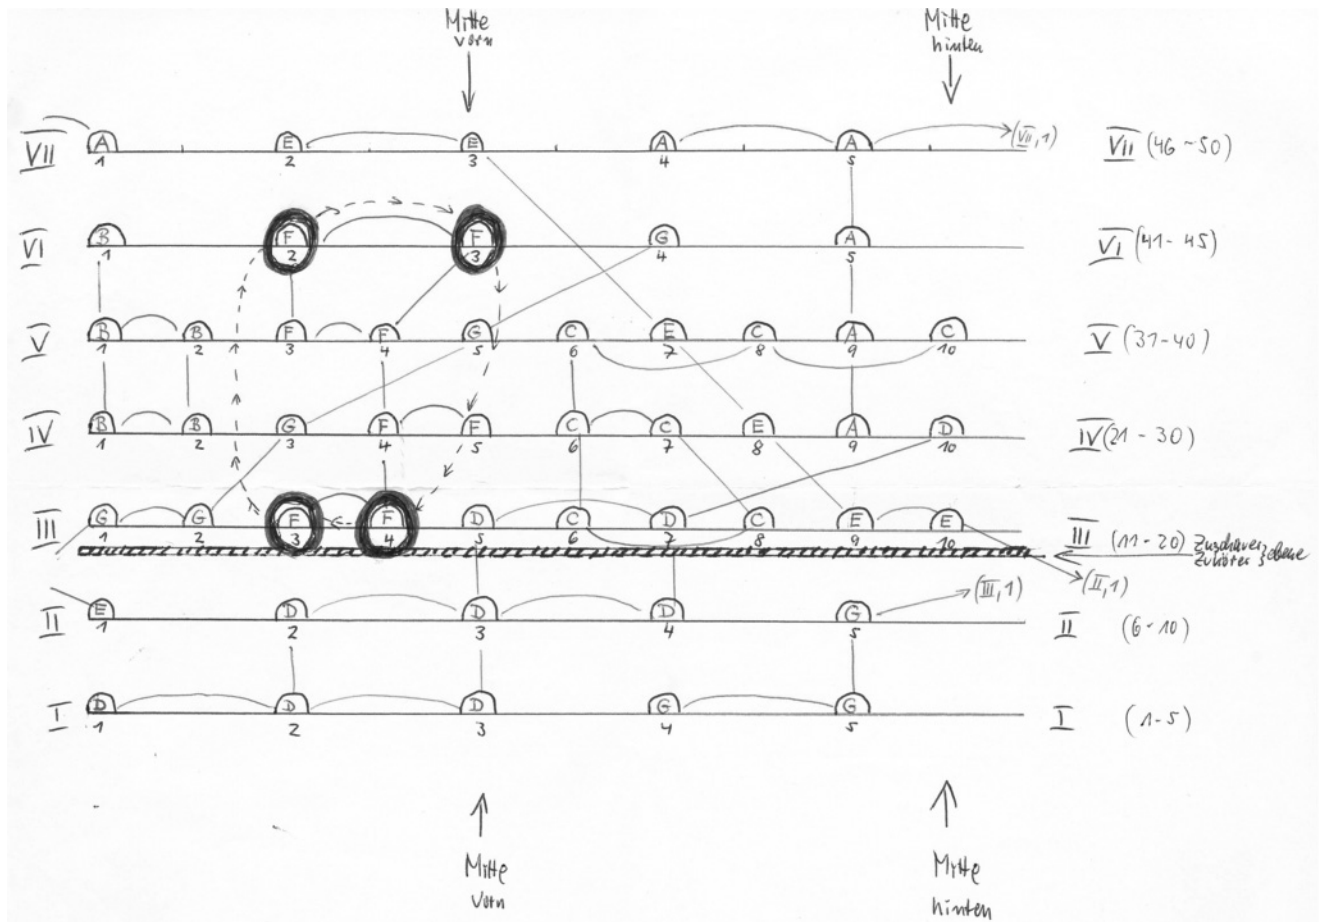 Mitte
vorn
Mitte
hinten
VII A E E A A (VII,1) VII (46-50)
1 2 3 4 5
VI B F F G A VI (41-45)
1 2 3 4 5
V B B F F G C E C A C V (31-40)
1 2 3 4 5 6 7 8 9 10
IV B B G F F C C E A D IV (21-30)
1 2 3 4 5 6 7 8 9 10
III G G F F D C D C E E III (11-20)
1 2 3 4 5 6 7 8 9 10
Zuschauer
Zuhörer } ebene
(III,1) (II,1)
II E D D D G II (6-10)
1 2 3 4 5
I D D D G G I (1-5)
1 2 3 4 5
Mitte
Vorn
Mitte
hinten